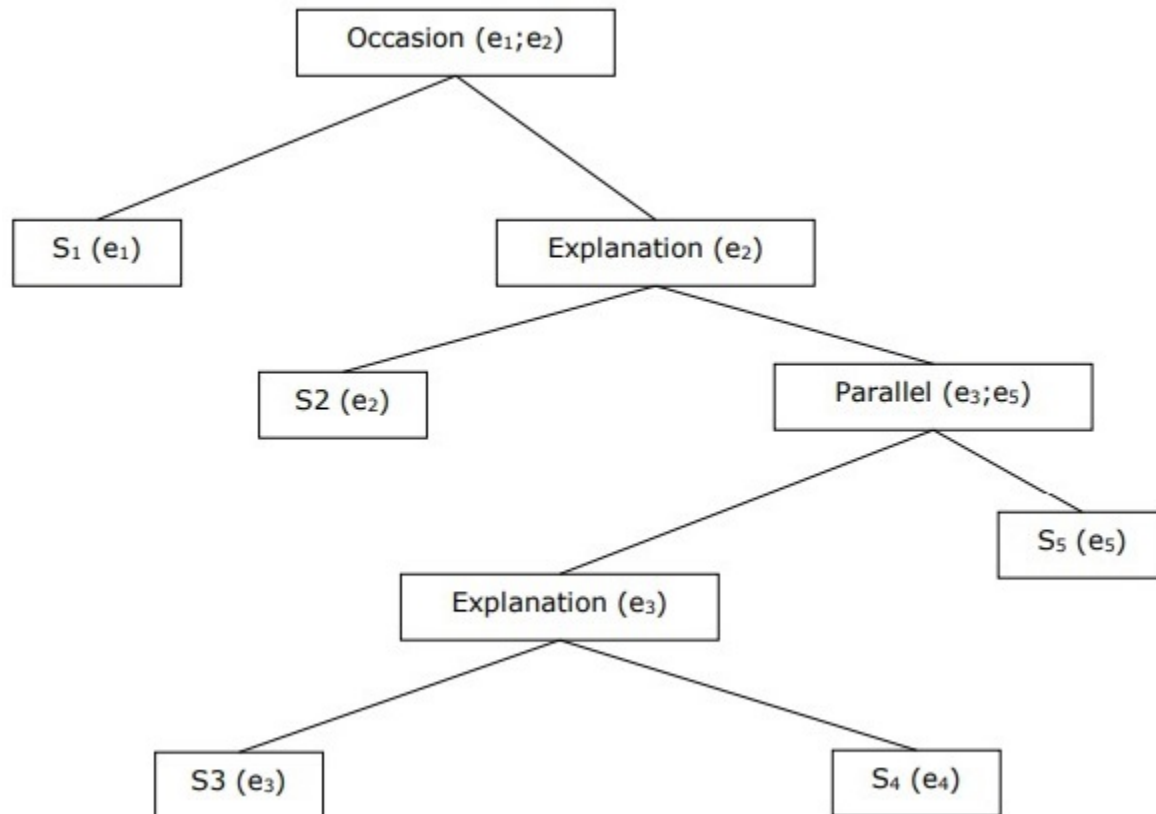 Occasion (e₁;e₂)
S₁ (e₁)
Explanation (e₂)
S2 (e₂)
Parallel (e₃;e₅)
S₅ (e₅)
Explanation (e₃)
S3 (e₃)
S₄ (e₄)